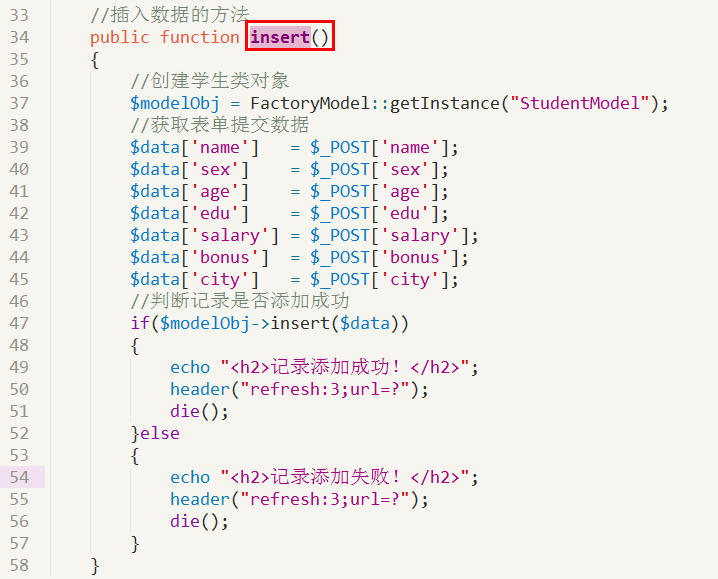 33 //插入数据的方法
34 public function insert()
35 {
36 //创建学生类对象
37 $modelObj = FactoryModel::getInstance("StudentModel");
38 //获取表单提交数据
39 $data['name'] = $_POST['name'];
40 $data['sex'] = $_POST['sex'];
41 $data['age'] = $_POST['age'];
42 $data['edu'] = $_POST['edu'];
43 $data['salary'] = $_POST['salary'];
44 $data['bonus'] = $_POST['bonus'];
45 $data['city'] = $_POST['city'];
46 //判断记录是否添加成功
47 if($modelObj->insert($data))
48 {
49 echo "<h2>记录添加成功！</h2>";
50 header("refresh:3;url=?");
51 die();
52 }else
53 {
54 echo "<h2>记录添加失败！</h2>";
55 header("refresh:3;url=?");
56 die();
57 }
58 }